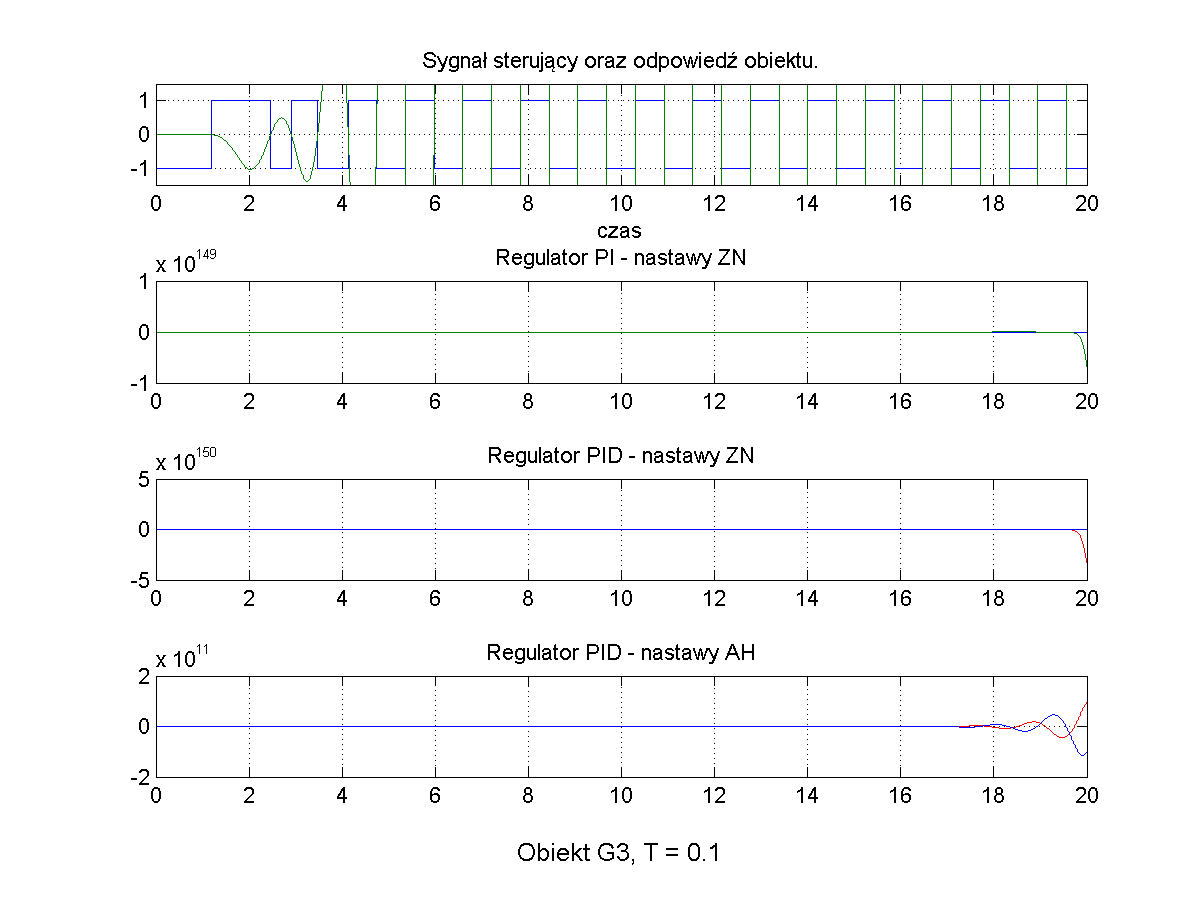 Sygnał sterujący oraz odpowiedź obiektu.
1
0
-1
0 2 4 6 8 10 12 14 16 18 20
czas
Regulator PI - nastawy ZN
x 10^149
1
0
-1
0 2 4 6 8 10 12 14 16 18 20
Regulator PID - nastawy ZN
x 10^150
5
0
-5
0 2 4 6 8 10 12 14 16 18 20
Regulator PID - nastawy AH
x 10^11
2
0
-2
0 2 4 6 8 10 12 14 16 18 20
Obiekt G3, T = 0.1